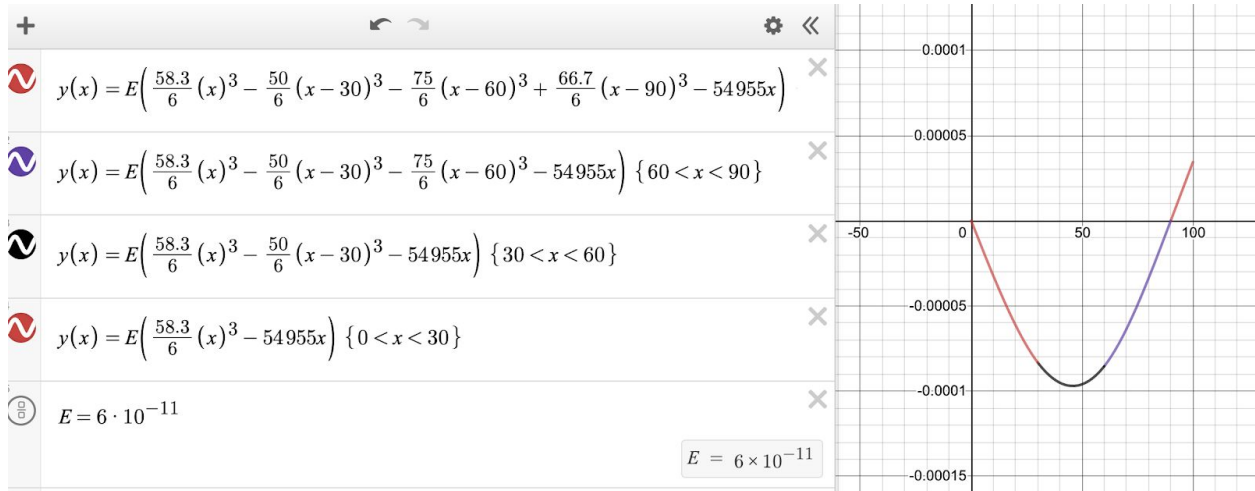 y(x) = E(58.3/6 (x)³ − 50/6 (x − 30)³ − 75/6 (x − 60)³ + 66.7/6 (x − 90)³ − 54955x)
y(x) = E(58.3/6 (x)³ − 50/6 (x − 30)³ − 75/6 (x − 60)³ − 54955x) {60 < x < 90}
y(x) = E(58.3/6 (x)³ − 50/6 (x − 30)³ − 54955x) {30 < x < 60}
y(x) = E(58.3/6 (x)³ − 54955x) {0 < x < 30}
E = 6 · 10⁻¹¹
E = 6 × 10⁻¹¹
0.0001
0.00005
-50 0 50 100
-0.00005
-0.0001
-0.00015